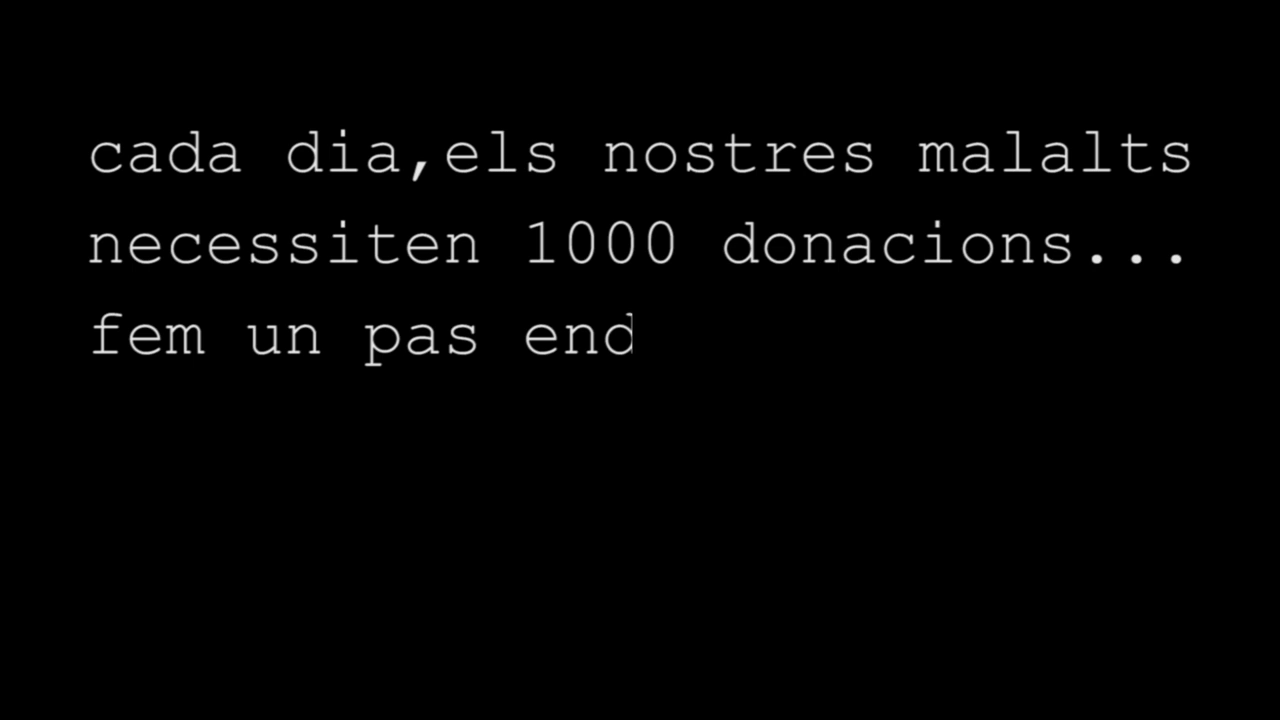 cada dia,els nostres malalts
necessiten 1000 donacions...
fem un pas end